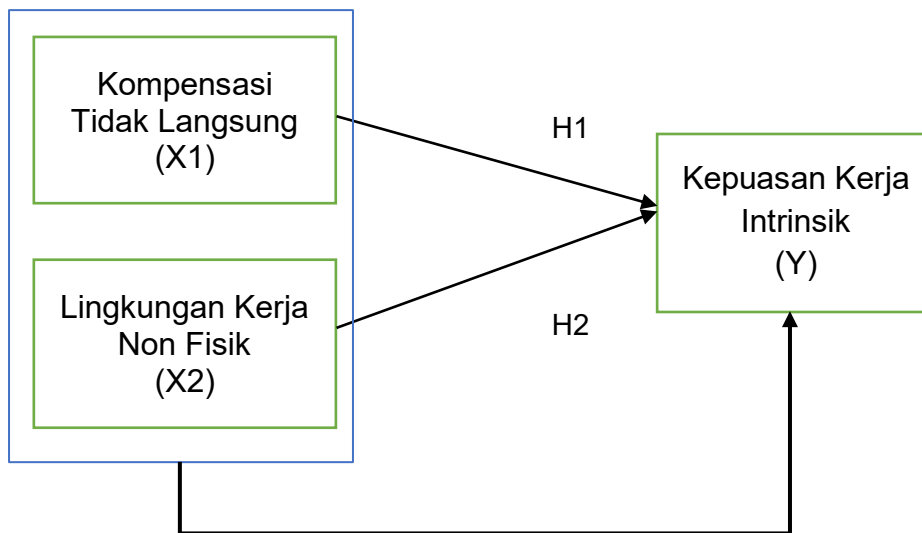 Kompensasi
Tidak Langsung
(X1)
H1
Kepuasan Kerja
Intrinsik
(Y)
Lingkungan Kerja
Non Fisik
(X2)
H2